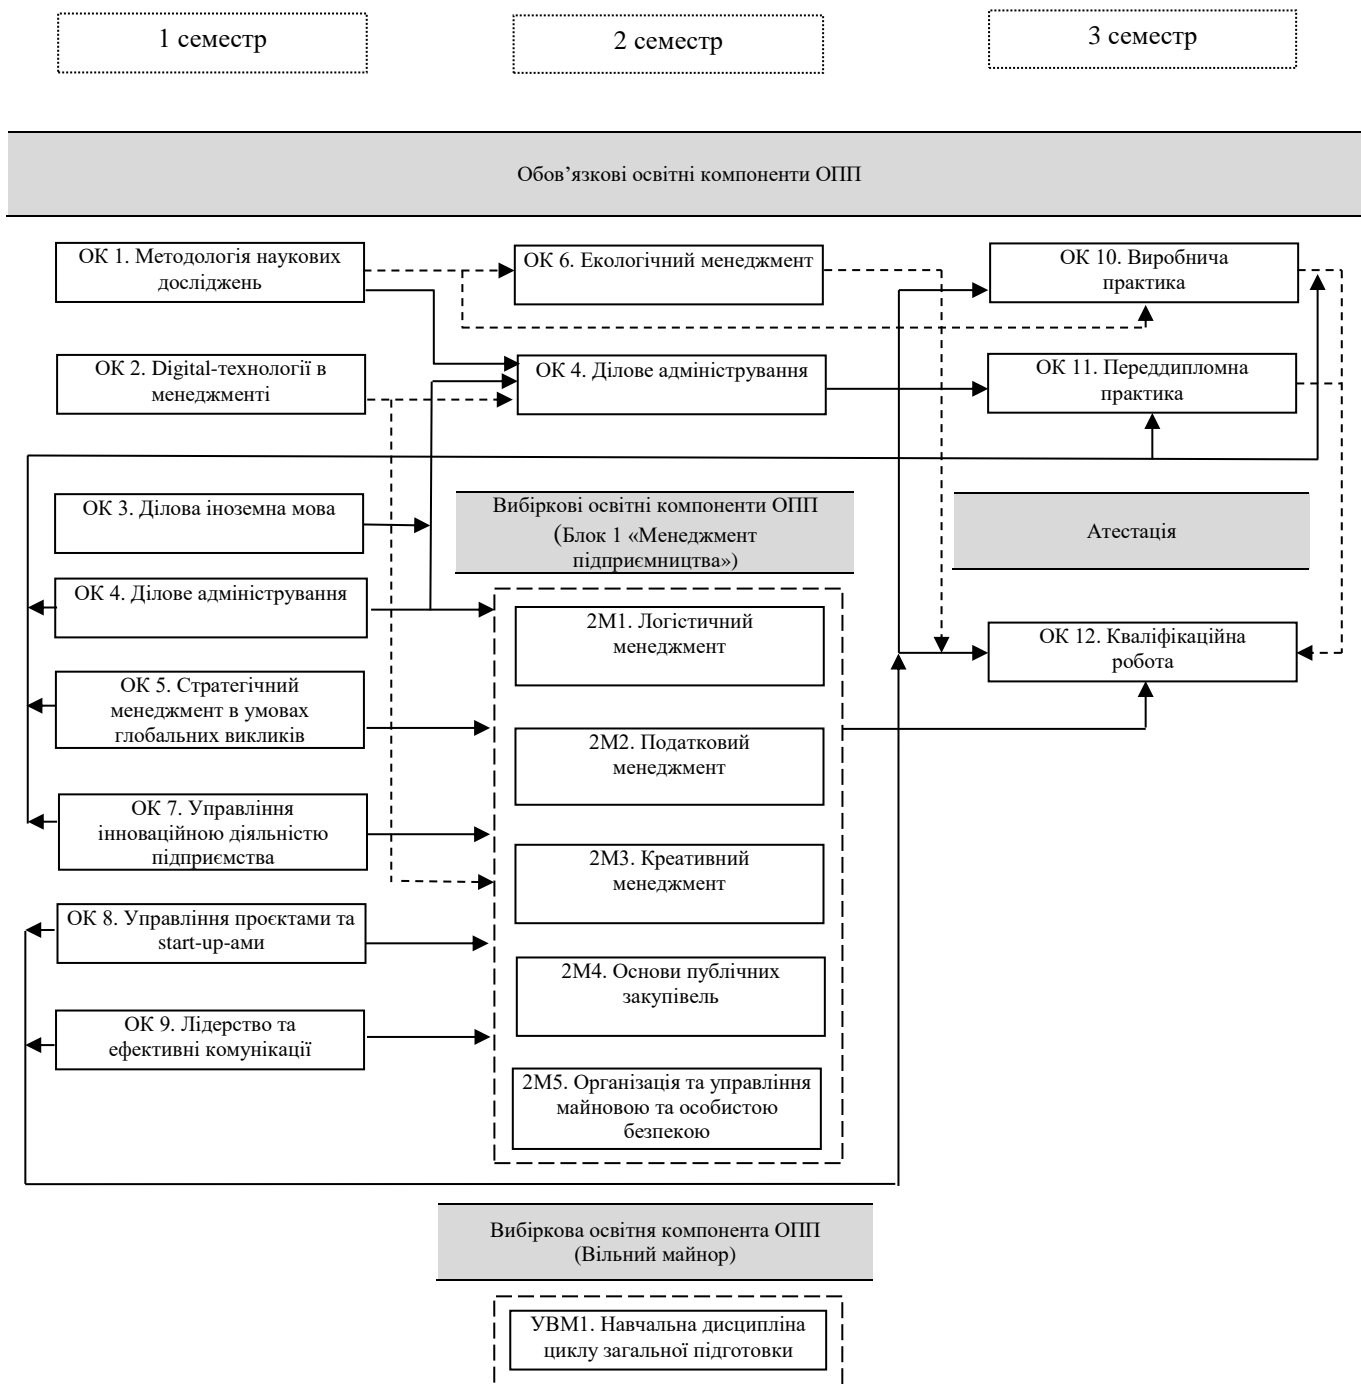 1 семестр
2 семестр
3 семестр
Обов’язкові освітні компоненти ОПП
ОК 1. Методологія наукових
досліджень
ОК 6. Екологічний менеджмент
ОК 10. Виробнича
практика
ОК 2. Digital-технології в
менеджменті
ОК 4. Ділове адміністрування
ОК 11. Переддипломна
практика
ОК 3. Ділова іноземна мова
Вибіркові освітні компоненти ОПП
(Блок 1 «Менеджмент
підприємництва»)
Атестація
ОК 4. Ділове адміністрування
2М1. Логістичний
менеджмент
ОК 12. Кваліфікаційна
робота
ОК 5. Стратегічний
менеджмент в умовах
глобальних викликів
2М2. Податковий
менеджмент
ОК 7. Управління
інноваційною діяльністю
підприємства
2М3. Креативний
менеджмент
ОК 8. Управління проєктами та
start-up-ами
2М4. Основи публічних
закупівель
ОК 9. Лідерство та
ефективні комунікації
2М5. Організація та управління
майновою та особистою
безпекою
Вибіркова освітня компонента ОПП
(Вільний майнор)
УВМ1. Навчальна дисципліна
циклу загальної підготовки